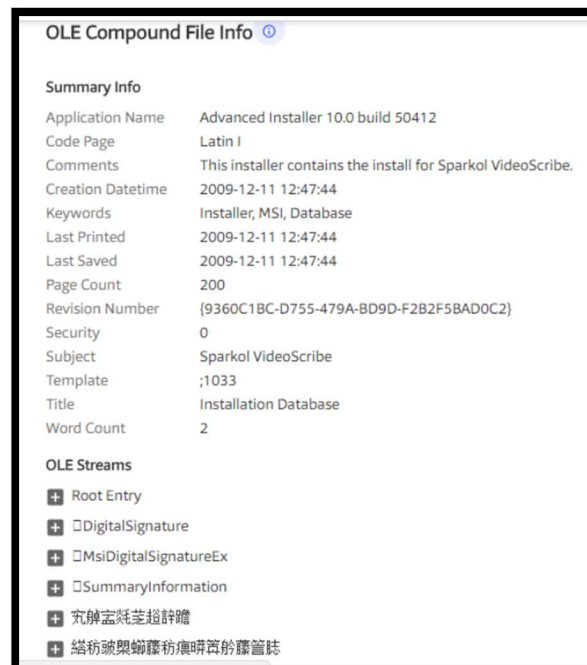 OLE Compound File Info
Summary Info
Application Name Advanced Installer 10.0 build 50412
Code Page Latin I
Comments This installer contains the install for Sparkol VideoScribe.
Creation Datetime 2009-12-11 12:47:44
Keywords Installer, MSI, Database
Last Printed 2009-12-11 12:47:44
Last Saved 2009-12-11 12:47:44
Page Count 200
Revision Number {9360C1BC-D755-479A-BD9D-F2B2F5BAD0C2}
Security 0
Subject Sparkol VideoScribe
Template ;1033
Title Installation Database
Word Count 2
OLE Streams
Root Entry
DigitalSignature
MsiDigitalSignatureEx
SummaryInformation